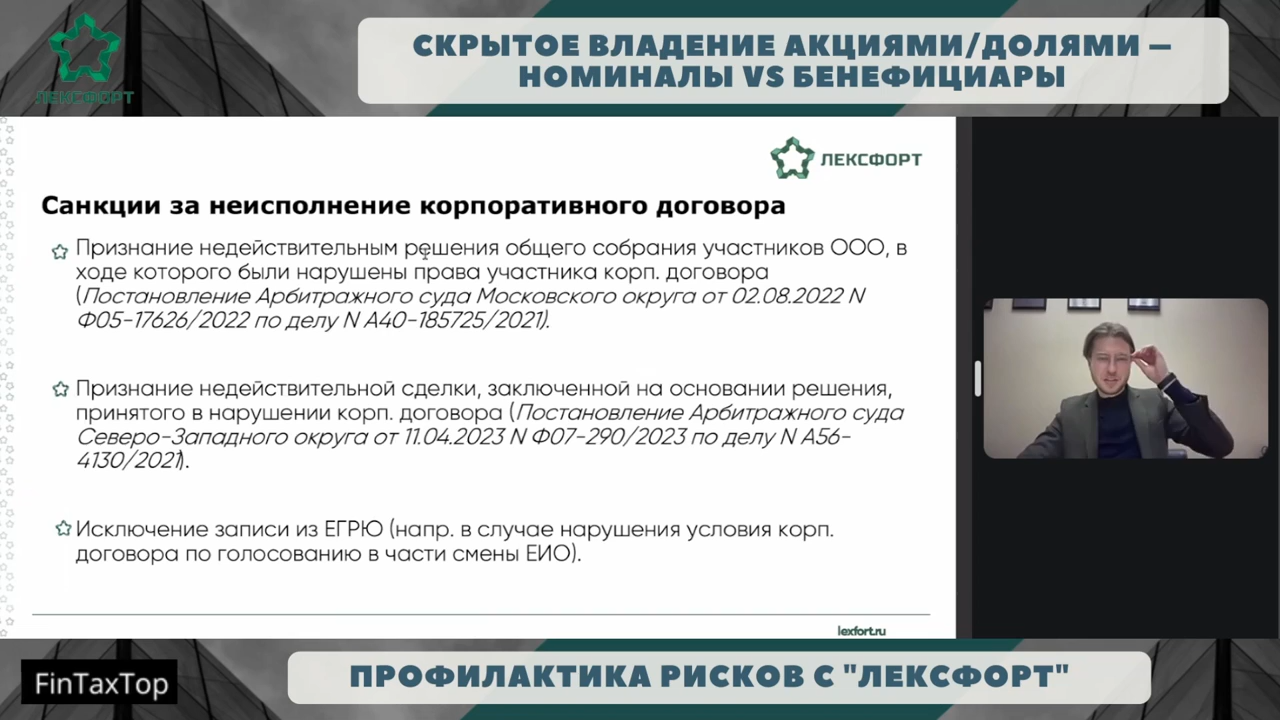 ЛЕКСФОРТ
СКРЫТОЕ ВЛАДЕНИЕ АКЦИЯМИ/ДОЛЯМИ –
НОМИНАЛЫ VS БЕНЕФИЦИАРЫ
ЛЕКСФОРТ
Санкции за неисполнение корпоративного договора
Признание недействительным решения общего собрания участников ООО, в
ходе которого были нарушены права участника корп. договора
(Постановление Арбитражного суда Московского округа от 02.08.2022 N
Ф05-17626/2022 по делу N А40-185725/2021).
Признание недействительной сделки, заключенной на основании решения,
принятого в нарушении корп. договора (Постановление Арбитражного суда
Северо-Западного округа от 11.04.2023 N Ф07-290/2023 по делу N А56-
4130/2021).
Исключение записи из ЕГРЮ (напр. в случае нарушения условия корп.
договора по голосованию в части смены ЕИО).
lexfort.ru
FinTaxTop
ПРОФИЛАКТИКА РИСКОВ С "ЛЕКСФОРТ"